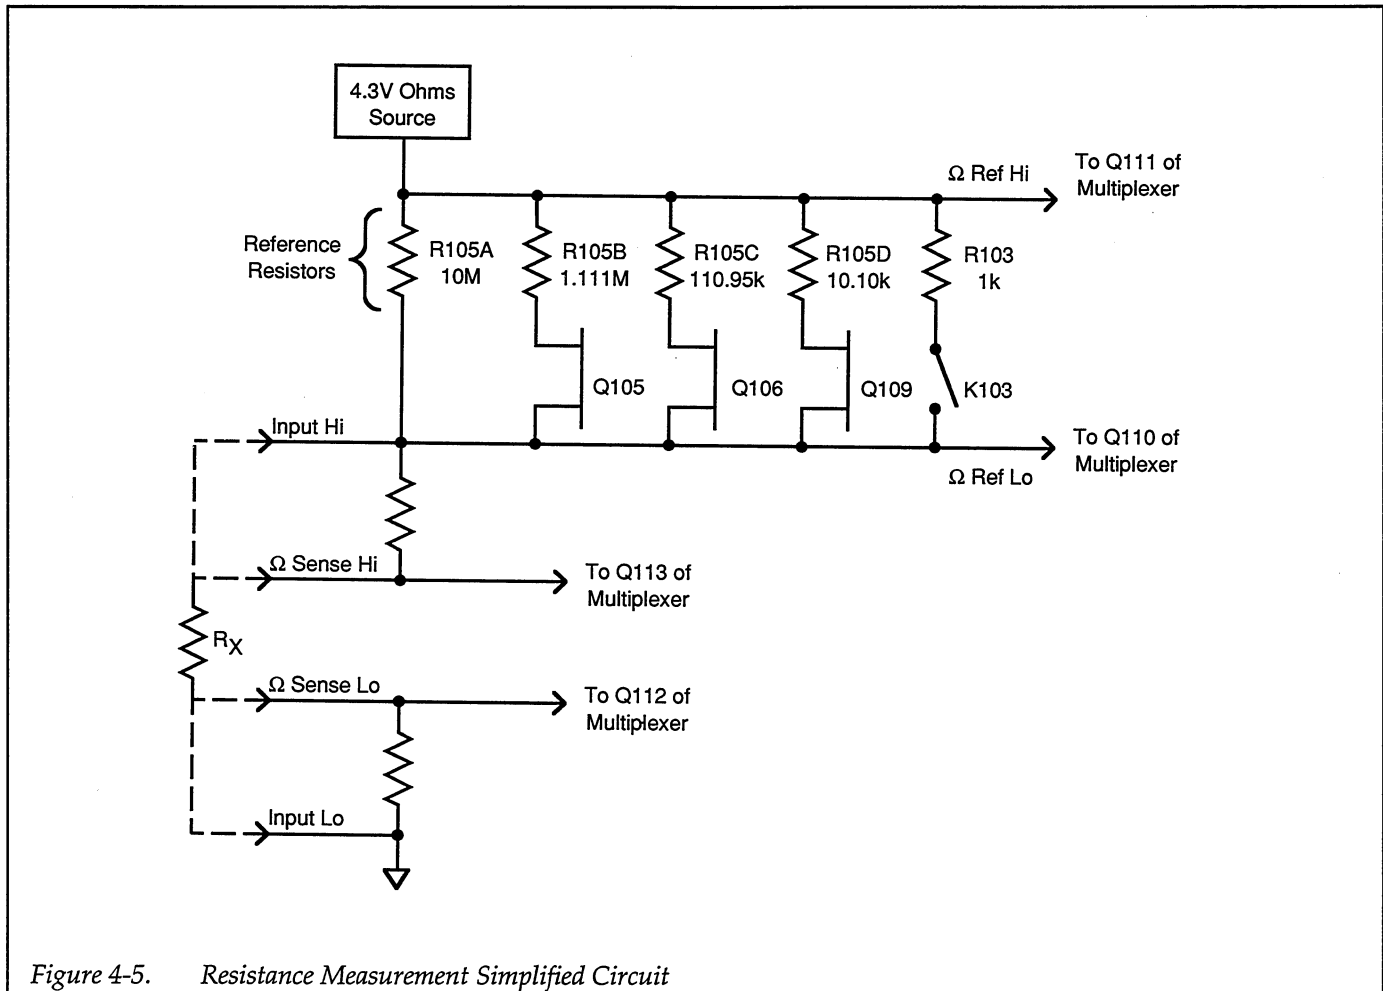 4.3V Ohms
Source
Ω Ref Hi
To Q111 of
Multiplexer
Reference
Resistors
R105A
10M
R105B
1.111M
R105C
110.95k
R105D
10.10k
R103
1k
Q105
Q106
Q109
K103
Input Hi
To Q110 of
Multiplexer
Ω Ref Lo
Ω Sense Hi
To Q113 of
Multiplexer
RX
Ω Sense Lo
To Q112 of
Multiplexer
Input Lo
Figure 4-5. Resistance Measurement Simplified Circuit